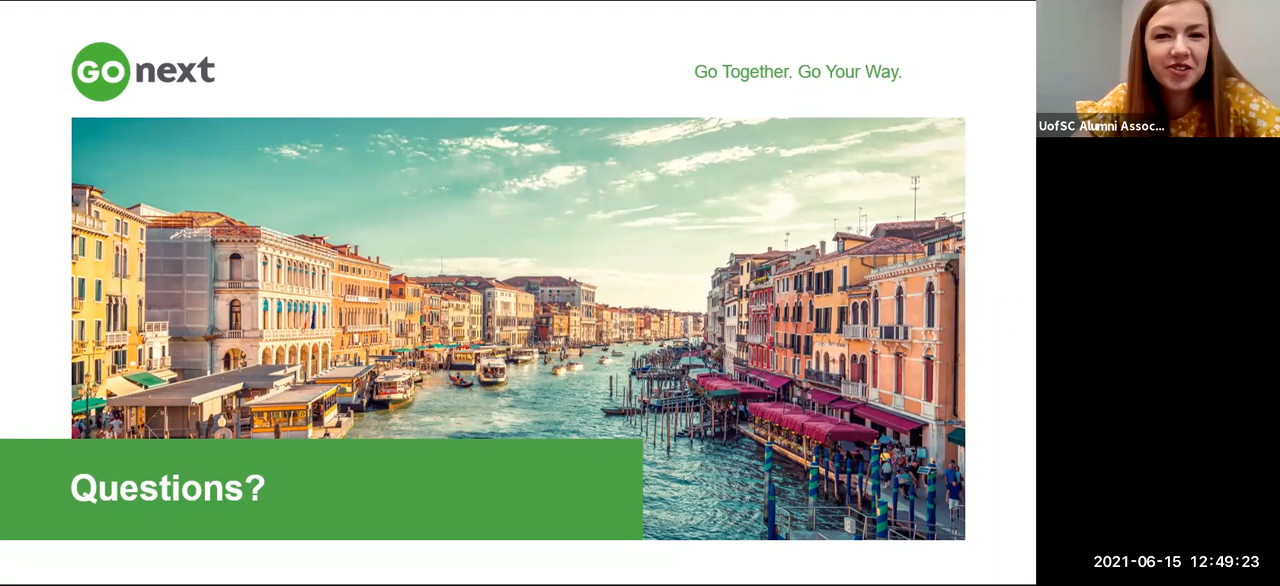 GO next
Go Together. Go Your Way.
UofSC Alumni Assoc...
Questions?
2021-06-15 12:49:23